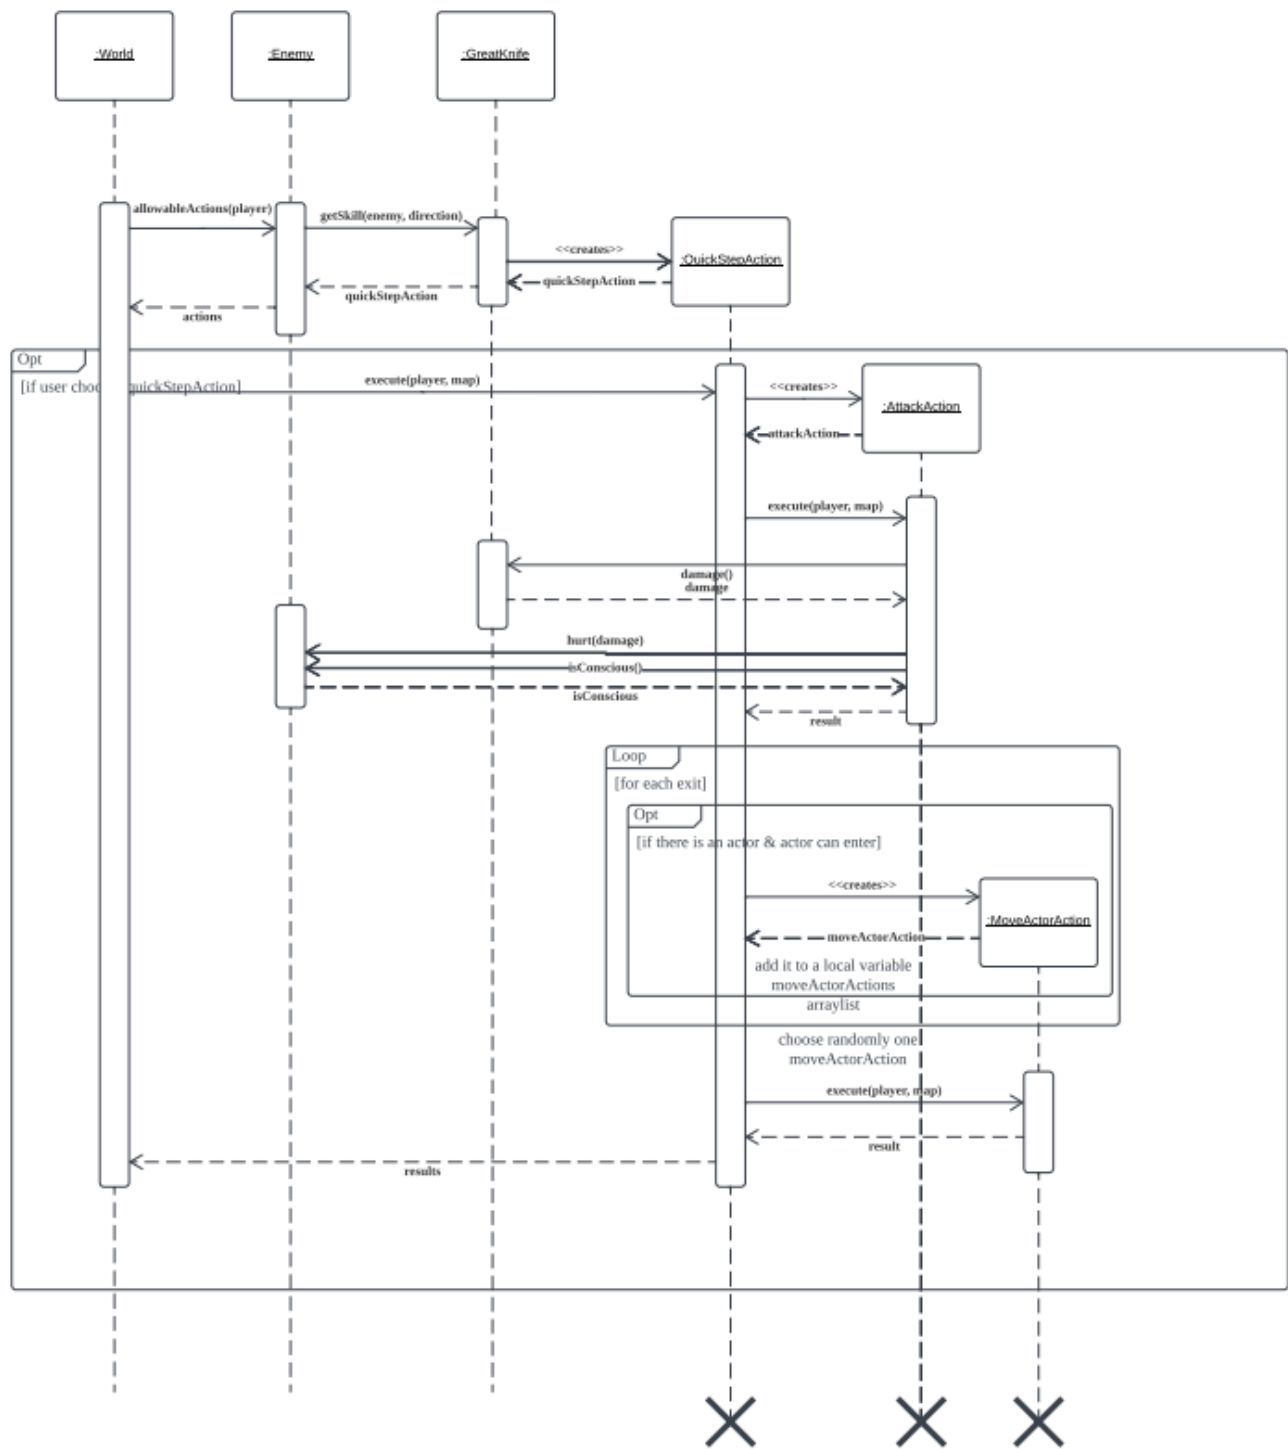 :World
:Enemy
:GreatKnife
allowableActions(player)
getSkill(enemy, direction)
<<creates>>
:QuickStepAction
quickStepAction
quickStepAction
actions
Opt
[if user choo quickStepAction]
execute(player, map)
<<creates>>
:AttackAction
attackAction
execute(player, map)
damage()
damage
hurt(damage)
isConscious()
isConscious
result
Loop
[for each exit]
Opt
[if there is an actor & actor can enter]
<<creates>>
:MoveActorAction
moveActorAction
add it to a local variable
moveActorActions
arraylist
choose randomly one
moveActorAction
execute(player, map)
result
results